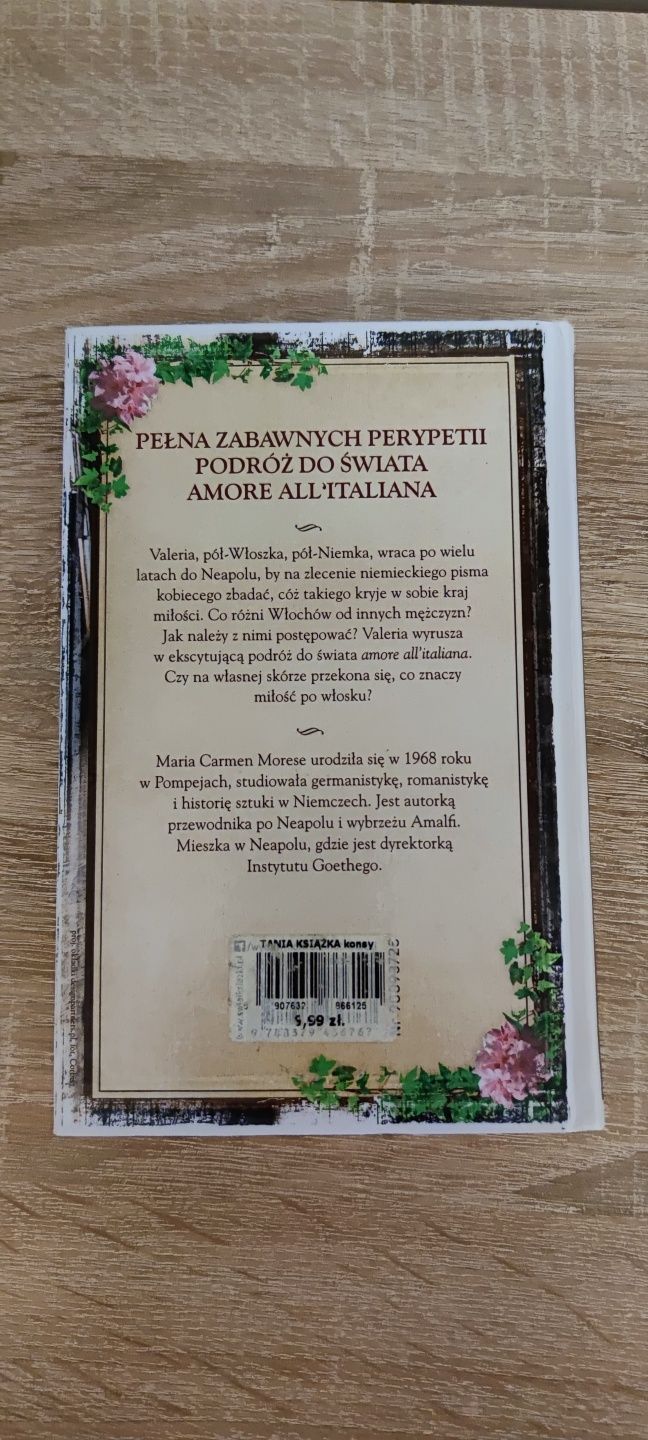 PEŁNA ZABAWNYCH PERYPETII
PODRÓŻ DO ŚWIATA
AMORE ALL'ITALIANA
Valeria, pół-Włoszka, pół-Niemka, wraca po wielu
latach do Neapolu, by na zlecenie niemieckiego pisma
kobiecego zbadać, cóż takiego kryje w sobie kraj
miłości. Co różni Włochów od innych mężczyzn?
Jak należy z nimi postępować? Valeria wyrusza
w ekscytującą podróż do świata amore all'italiana.
Czy na własnej skórze przekona się, co znaczy
miłość po włosku?
Maria Carmen Morese urodziła się w 1968 roku
w Pompejach, studiowała germanistykę, romanistykę
i historię sztuki w Niemczech. Jest autorką
przewodnika po Neapolu i wybrzeżu Amalfi.
Mieszka w Neapolu, gdzie jest dyrektorką
Instytutu Goethego.
TANIA KSIĄŻKA konsy
907632 866125
9,99 zł.